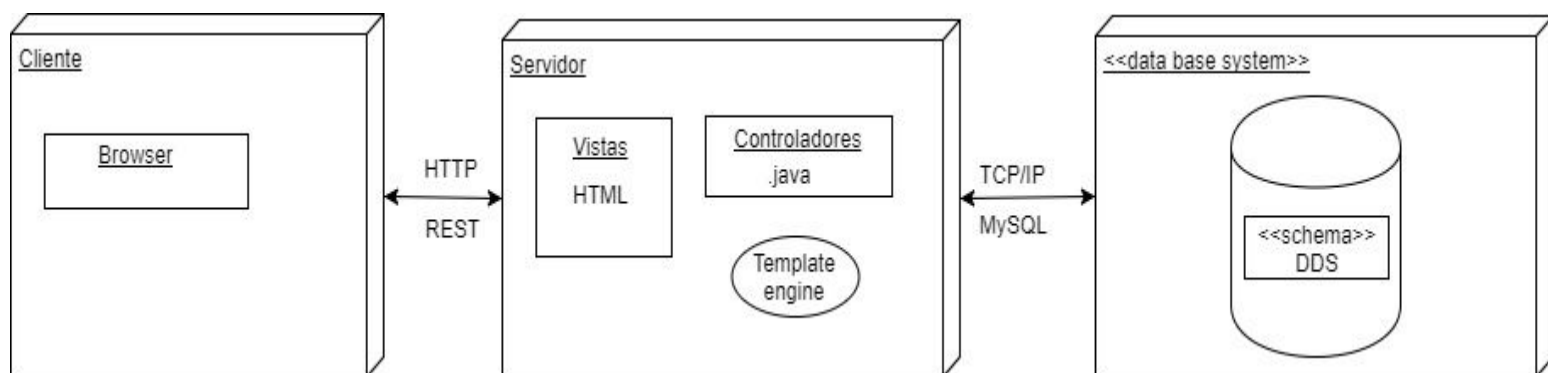 Cliente
Browser
HTTP
REST
Servidor
Vistas
HTML
Controladores
.java
Template
engine
TCP/IP
MySQL
<<data base system>>
<<schema>>
DDS